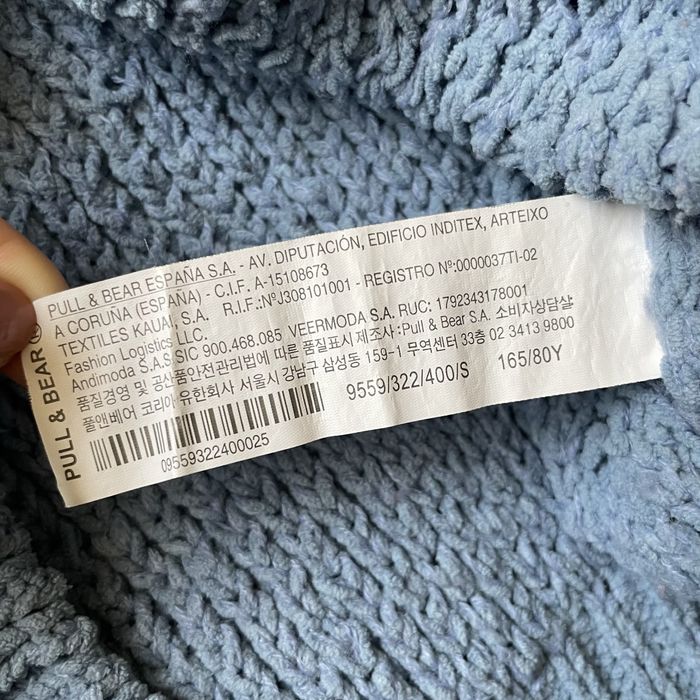 PULL & BEAR ®
PULL & BEAR ESPAÑA S.A. - AV. DIPUTACIÓN, EDIFICIO INDITEX, ARTEIXO
A CORUÑA (ESPAÑA) - C.I.F. A-15108673
TEXTILES KAUAI, S.A. R.I.F.:Nº J308101001 - REGISTRO Nº:0000037TI-02
Fashion Logistics LLC.
Andimoda S.A.S.SIC 900.468.085 VEERMODA S.A. RUC: 1792343178001
품질경영 및 공산품안전관리법에 따른 품질표시 제조사:Pull & Bear S.A. 소비자상담실
풀앤베어 코리아 유한회사 서울시 강남구 삼성동 159-1 무역센터 33층 02 3413 9800
09559322400025
9559/322/400/S 165/80Y